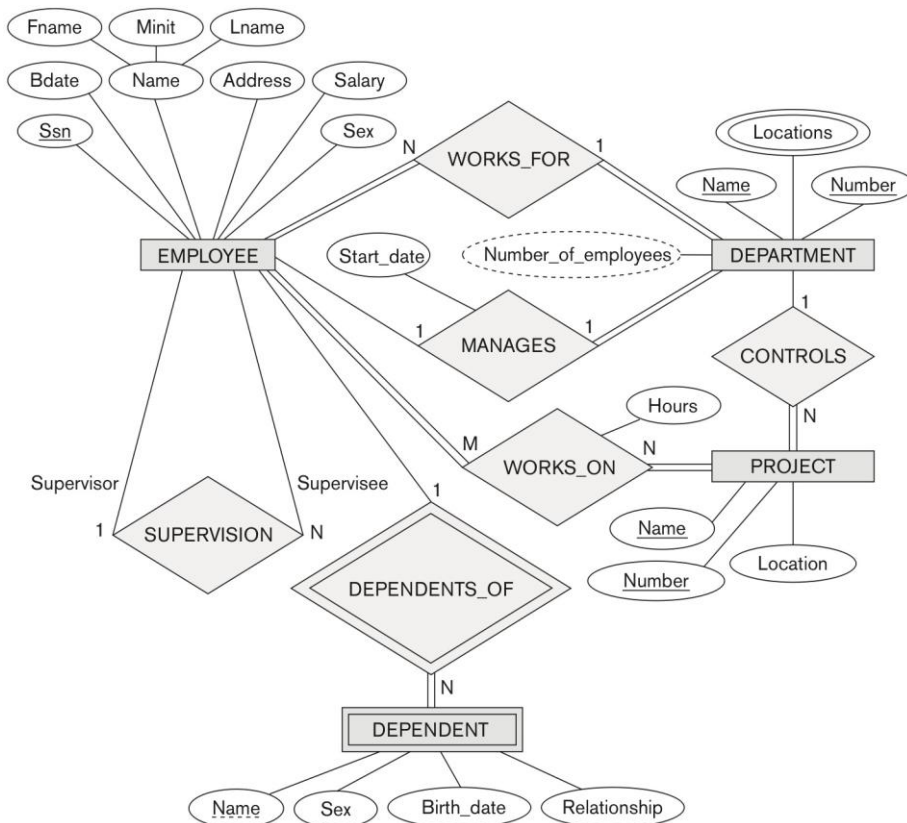 Fname Minit Lname
Bdate Name Address Salary
Ssn Sex
N WORKS_FOR 1
Locations
Name Number
EMPLOYEE Start_date Number_of_employees DEPARTMENT
1 MANAGES 1
1
CONTROLS
N
Hours
M WORKS_ON N PROJECT
Supervisor Supervisee 1
1 SUPERVISION N
Name
Number Location
DEPENDENTS_OF
N
DEPENDENT
Name Sex Birth_date Relationship